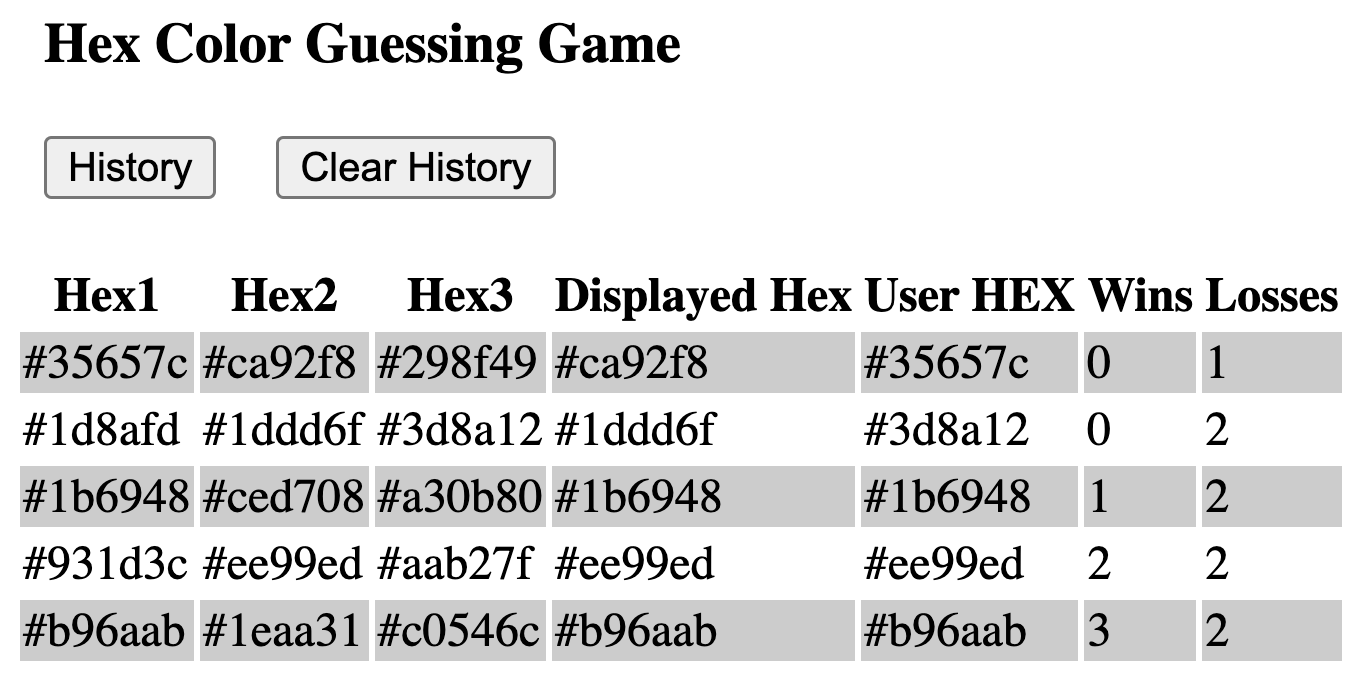 Hex Color Guessing Game
History Clear History
Hex1 Hex2 Hex3 Displayed Hex User HEX Wins Losses
#35657c #ca92f8 #298f49 #ca92f8 #35657c 0 1
#1d8afd #1ddd6f #3d8a12 #1ddd6f #3d8a12 0 2
#1b6948 #ced708 #a30b80 #1b6948 #1b6948 1 2
#931d3c #ee99ed #aab27f #ee99ed #ee99ed 2 2
#b96aab #1eaa31 #c0546c #b96aab #b96aab 3 2